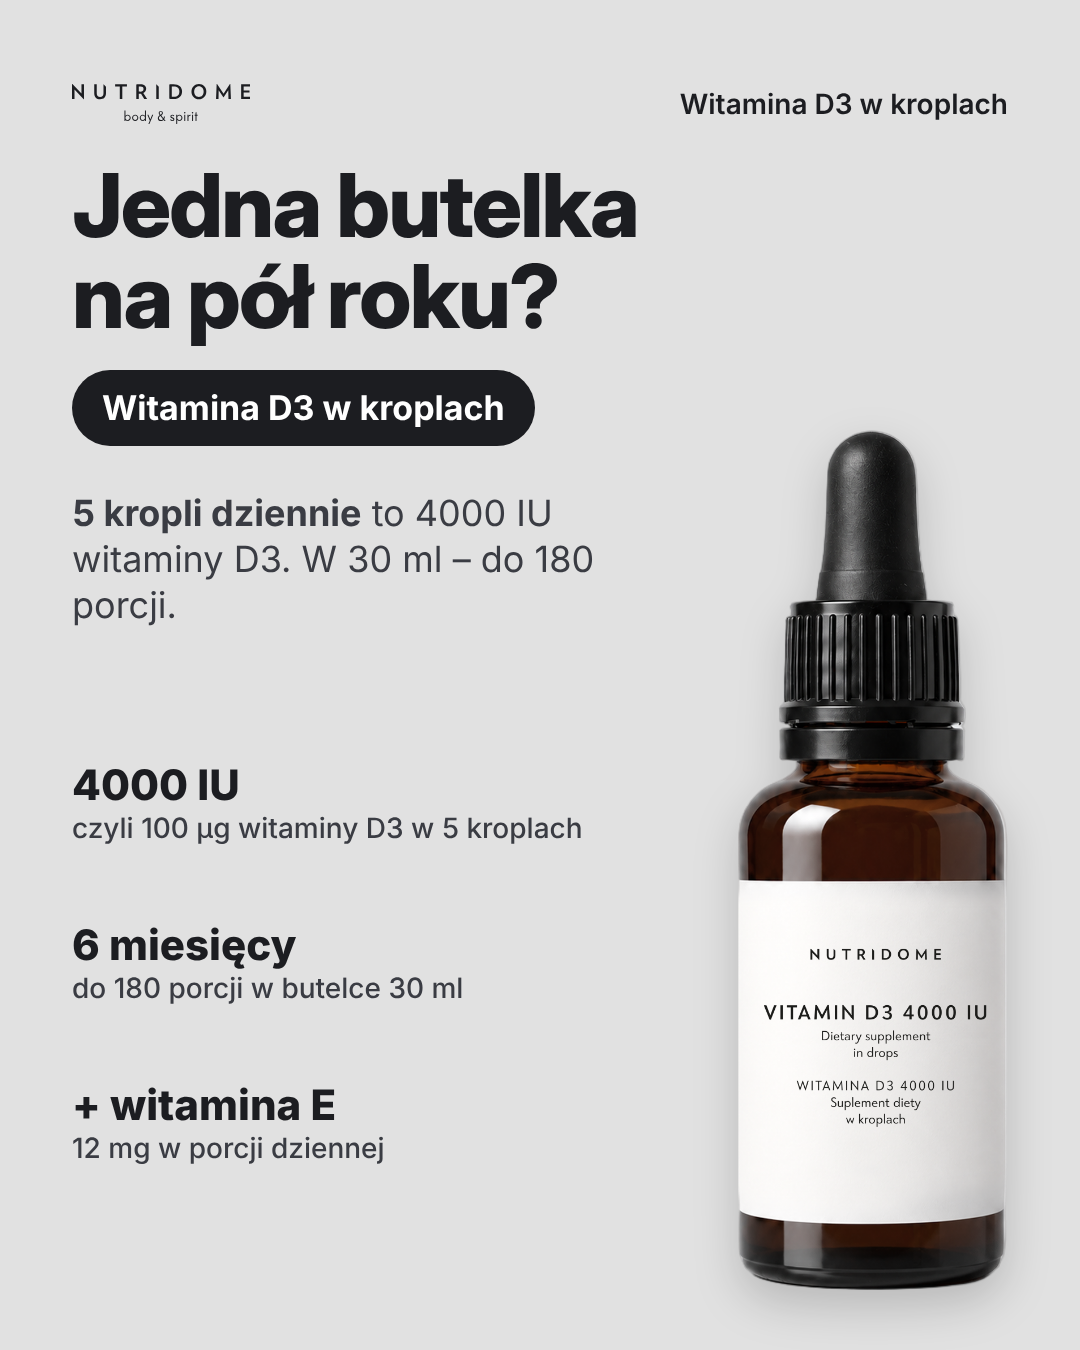 NUTRIDOME
body & spirit
Witamina D3 w kroplach
Jedna butelka
na pół roku?
Witamina D3 w kroplach
5 kropli dziennie to 4000 IU
witaminy D3. W 30 ml – do 180
porcji.
4000 IU
czyli 100 µg witaminy D3 w 5 kroplach
6 miesięcy
do 180 porcji w butelce 30 ml
+ witamina E
12 mg w porcji dziennej
NUTRIDOME
VITAMIN D3 4000 IU
Dietary supplement
in drops
WITAMINA D3 4000 IU
Suplement diety
w kroplach